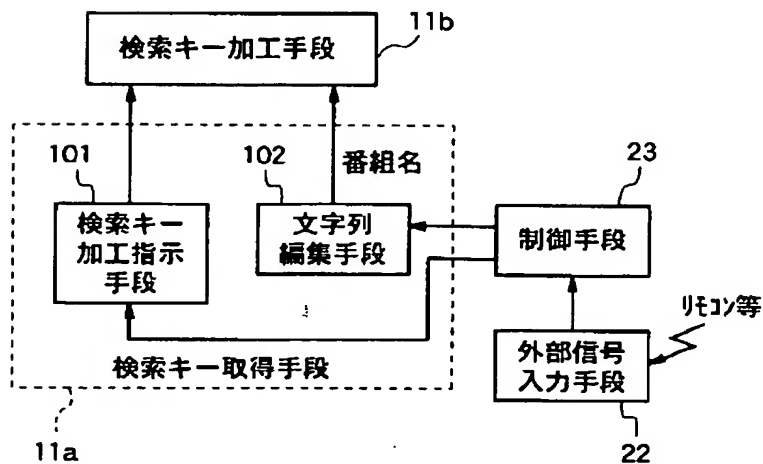 11b
検索キー加工手段
101
102
番組名
23
検索キー
加工指示
手段
文字列
編集手段
制御手段
リモコン等
外部信号
入力手段
検索キー取得手段
11a
22